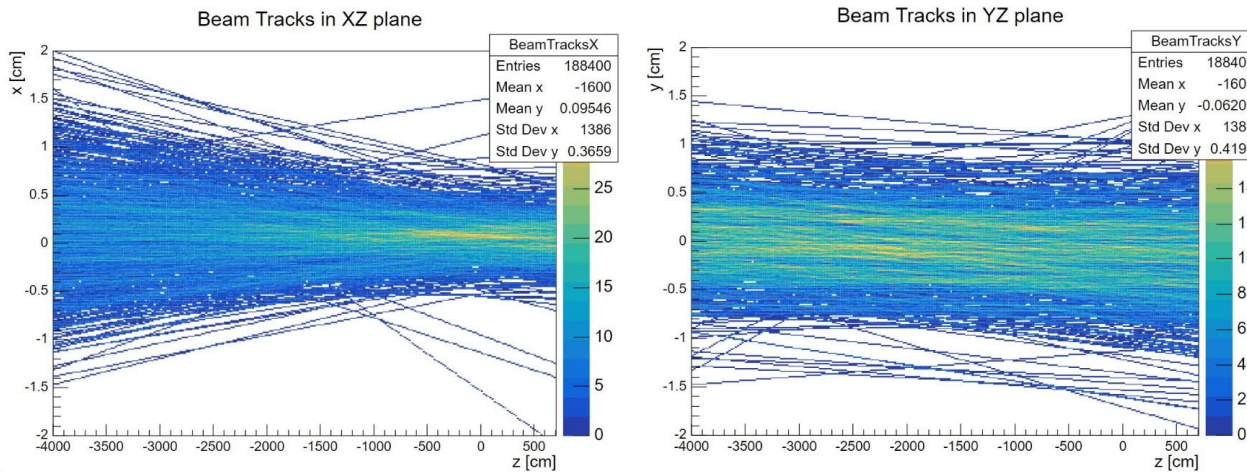 Beam Tracks in XZ plane
x [cm]
2
1.5
1
0.5
0
-0.5
-1
-1.5
-2
-4000 -3500 -3000 -2500 -2000 -1500 -1000 -500 0 500
z [cm]
BeamTracksX
Entries 188400
Mean x -1600
Mean y 0.09546
Std Dev x 1386
Std Dev y 0.3659
25
20
15
10
5
0
Beam Tracks in YZ plane
y [cm]
2
1.5
1
0.5
0
-0.5
-1
-1.5
-2
-4000 -3500 -3000 -2500 -2000 -1500 -1000 -500 0 500
z [cm]
BeamTracksY
Entries 18840
Mean x -160
Mean y -0.0620
Std Dev x 138
Std Dev y 0.419
1
1
1
8
6
4
2
0